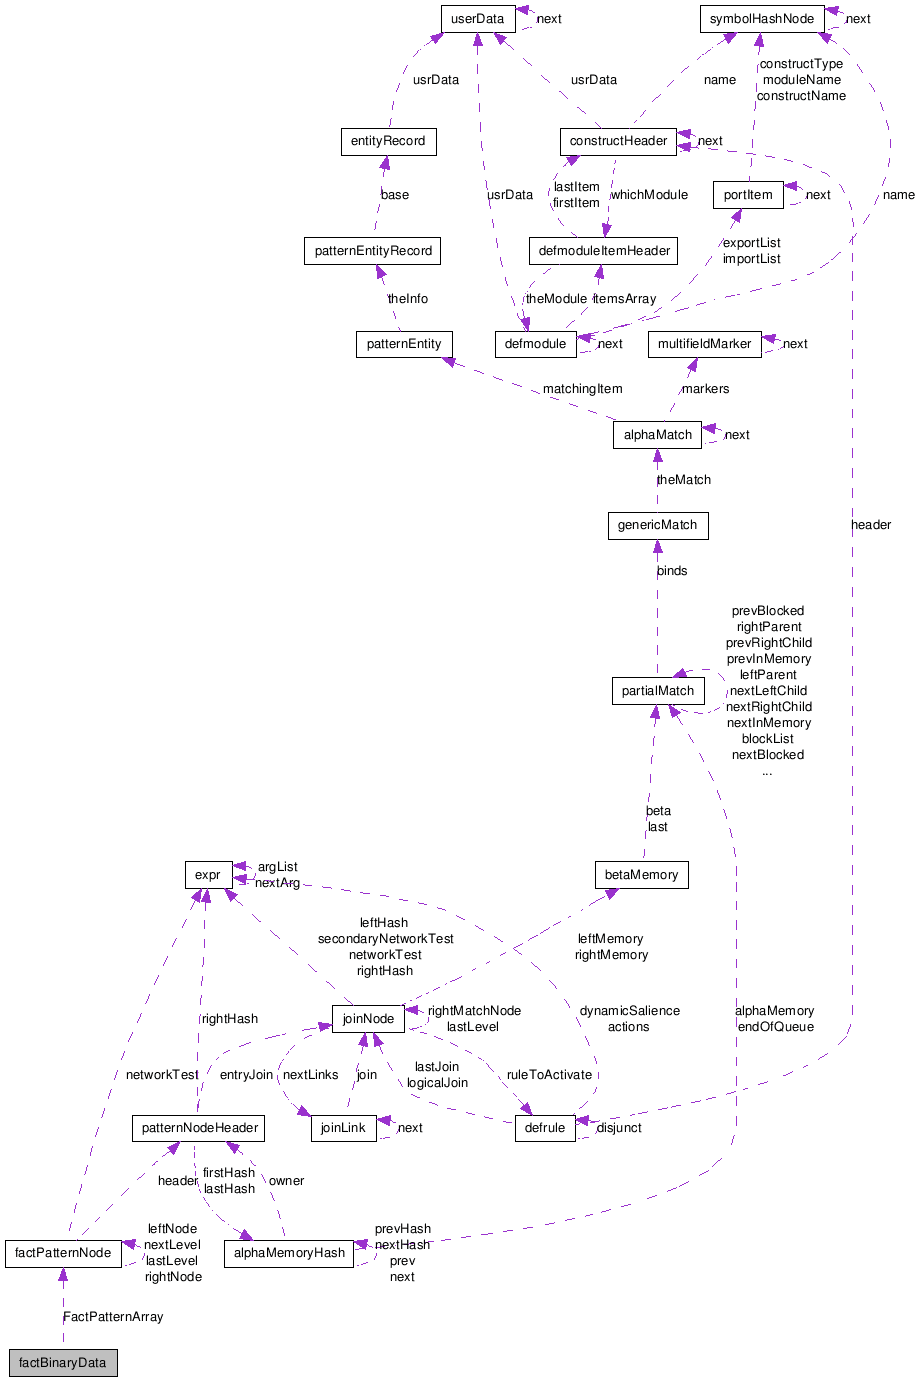 userData
next
symbolHashNode
next
constructType
moduleName
constructName
usrData
usrData
name
entityRecord
constructHeader
next
base
usrData
lastItem
firstItem
whichModule
portItem
next
name
patternEntityRecord
defmoduleItemHeader
exportList
importList
theInfo
theModule
itemsArray
patternEntity
defmodule
next
multifieldMarker
next
matchingItem
markers
alphaMatch
next
theMatch
genericMatch
header
binds
prevBlocked
rightParent
prevRightChild
prevInMemory
leftParent
nextLeftChild
nextRightChild
nextInMemory
blockList
nextBlocked
...
partialMatch
beta
last
expr
argList
nextArg
betaMemory
leftHash
secondaryNetworkTest
networkTest
rightHash
leftMemory
rightMemory
rightHash
joinNode
rightMatchNode
lastLevel
dynamicSalience
actions
alphaMemory
endOfQueue
networkTest
entryJoin
nextLinks
join
lastJoin
logicalJoin
ruleToActivate
patternNodeHeader
joinLink
next
defrule
disjunct
header
firstHash
lastHash
owner
factPatternNode
leftNode
nextLevel
lastLevel
rightNode
alphaMemoryHash
prevHash
nextHash
prev
next
FactPatternArray
factBinaryData